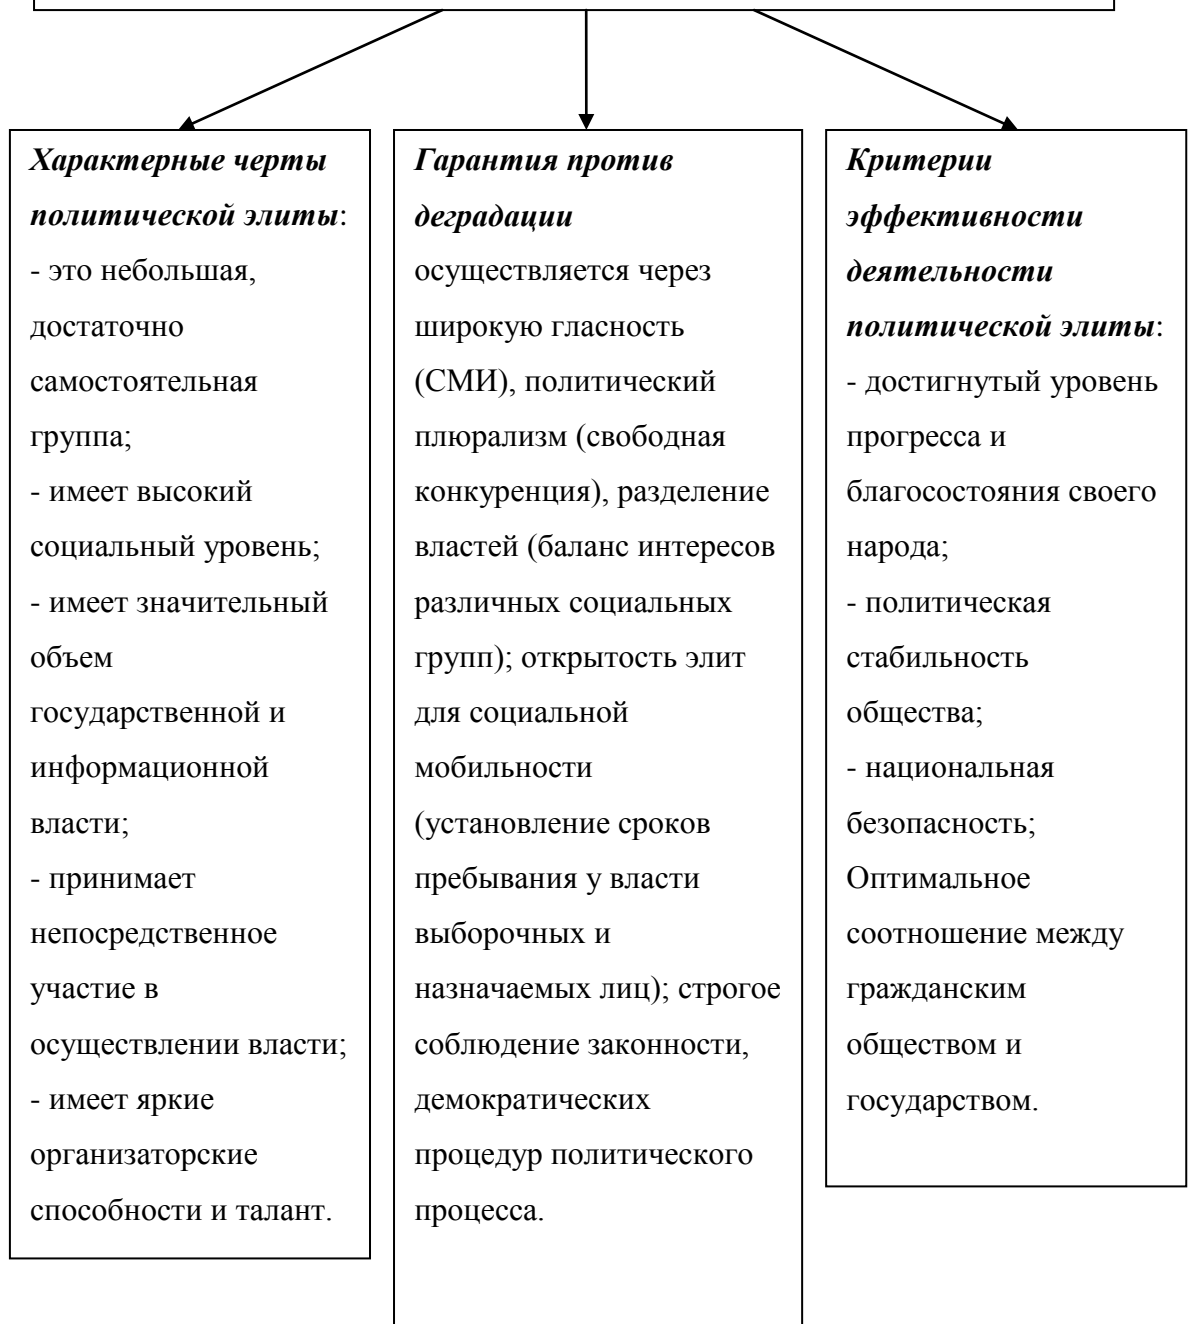 Характерные черты
политической элиты:
- это небольшая,
достаточно
самостоятельная
группа;
- имеет высокий
социальный уровень;
- имеет значительный
объем
государственной и
информационной
власти;
- принимает
непосредственное
участие в
осуществлении власти;
- имеет яркие
организаторские
способности и талант.
Гарантия против
деградации
осуществляется через
широкую гласность
(СМИ), политический
плюрализм (свободная
конкуренция), разделение
властей (баланс интересов
различных социальных
групп); открытость элит
для социальной
мобильности
(установление сроков
пребывания у власти
выборочных и
назначаемых лиц); строгое
соблюдение законности,
демократических
процедур политического
процесса.
Критерии
эффективности
деятельности
политической элиты:
- достигнутый уровень
прогресса и
благосостояния своего
народа;
- политическая
стабильность
общества;
- национальная
безопасность;
Оптимальное
соотношение между
гражданским
обществом и
государством.